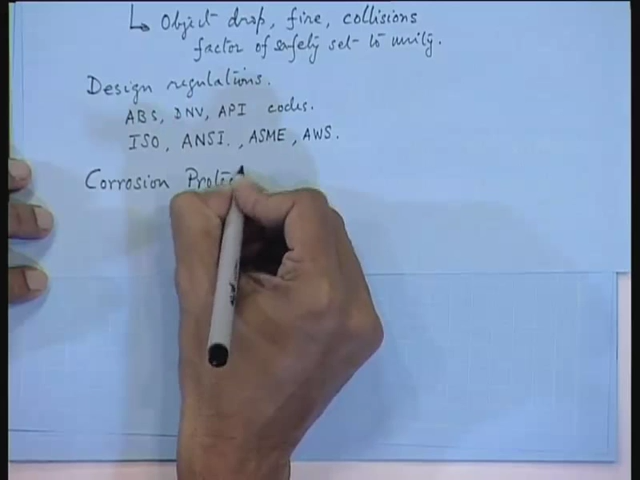 ↳ Object drop, fire, collisions
factor of safety set to unity.
Design regulations.
ABS, DNV, API codes.
ISO, ANSI., ASME, AWS.
Corrosion